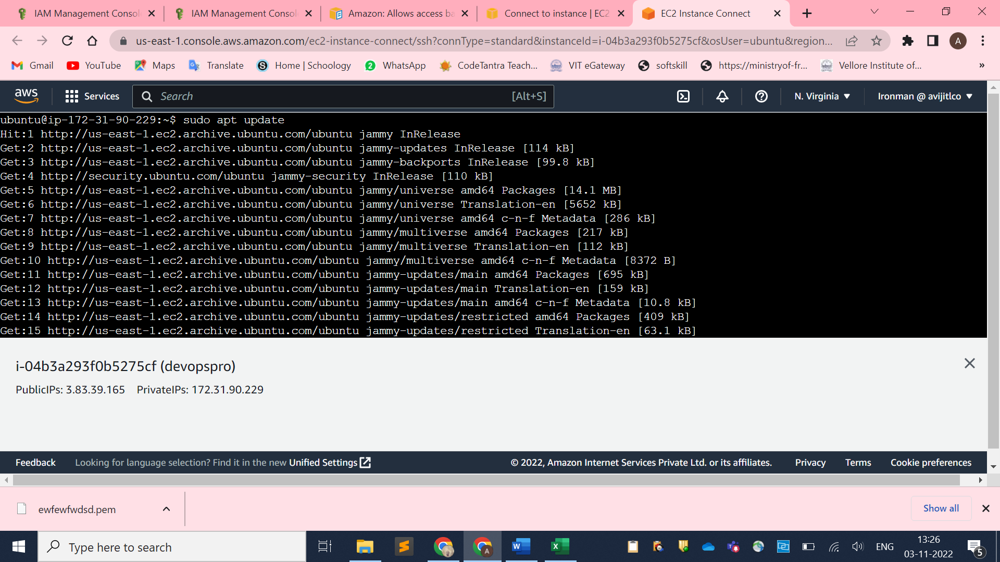 IAM Management Consol
IAM Management Consol
Amazon: Allows access ba
Connect to instance | EC2
EC2 Instance Connect
us-east-1.console.aws.amazon.com/ec2-instance-connect/ssh?connType=standard&instanceId=i-04b3a293f0b5275cf&osUser=ubuntu&region...
A
Gmail
YouTube
Maps
Translate
Home | Schoology
WhatsApp
CodeTantra Teach...
VIT eGateway
softskill
https://ministryof-fr...
Vellore Institute of...
»
aws
Services
Search
[Alt+S]
N. Virginia
Ironman @ avijitlco
ubuntu@ip-172-31-90-229:~$ sudo apt update
Hit:1 http://us-east-1.ec2.archive.ubuntu.com/ubuntu jammy InRelease
Get:2 http://us-east-1.ec2.archive.ubuntu.com/ubuntu jammy-updates InRelease [114 kB]
Get:3 http://us-east-1.ec2.archive.ubuntu.com/ubuntu jammy-backports InRelease [99.8 kB]
Get:4 http://security.ubuntu.com/ubuntu jammy-security InRelease [110 kB]
Get:5 http://us-east-1.ec2.archive.ubuntu.com/ubuntu jammy/universe amd64 Packages [14.1 MB]
Get:6 http://us-east-1.ec2.archive.ubuntu.com/ubuntu jammy/universe Translation-en [5652 kB]
Get:7 http://us-east-1.ec2.archive.ubuntu.com/ubuntu jammy/universe amd64 c-n-f Metadata [286 kB]
Get:8 http://us-east-1.ec2.archive.ubuntu.com/ubuntu jammy/multiverse amd64 Packages [217 kB]
Get:9 http://us-east-1.ec2.archive.ubuntu.com/ubuntu jammy/multiverse Translation-en [112 kB]
Get:10 http://us-east-1.ec2.archive.ubuntu.com/ubuntu jammy/multiverse amd64 c-n-f Metadata [8372 B]
Get:11 http://us-east-1.ec2.archive.ubuntu.com/ubuntu jammy-updates/main amd64 Packages [695 kB]
Get:12 http://us-east-1.ec2.archive.ubuntu.com/ubuntu jammy-updates/main Translation-en [159 kB]
Get:13 http://us-east-1.ec2.archive.ubuntu.com/ubuntu jammy-updates/main amd64 c-n-f Metadata [10.8 kB]
Get:14 http://us-east-1.ec2.archive.ubuntu.com/ubuntu jammy-updates/restricted amd64 Packages [409 kB]
Get:15 http://us-east-1.ec2.archive.ubuntu.com/ubuntu jammy-updates/restricted Translation-en [63.1 kB]
i-04b3a293f0b5275cf (devopspro)
PublicIPs: 3.83.39.165 PrivateIPs: 172.31.90.229
Feedback
Looking for language selection? Find it in the new Unified Settings
© 2022, Amazon Internet Services Private Ltd. or its affiliates.
Privacy
Terms
Cookie preferences
ewfewfwdsd.pem
Show all
Type here to search
ENG
13:26
03-11-2022
5